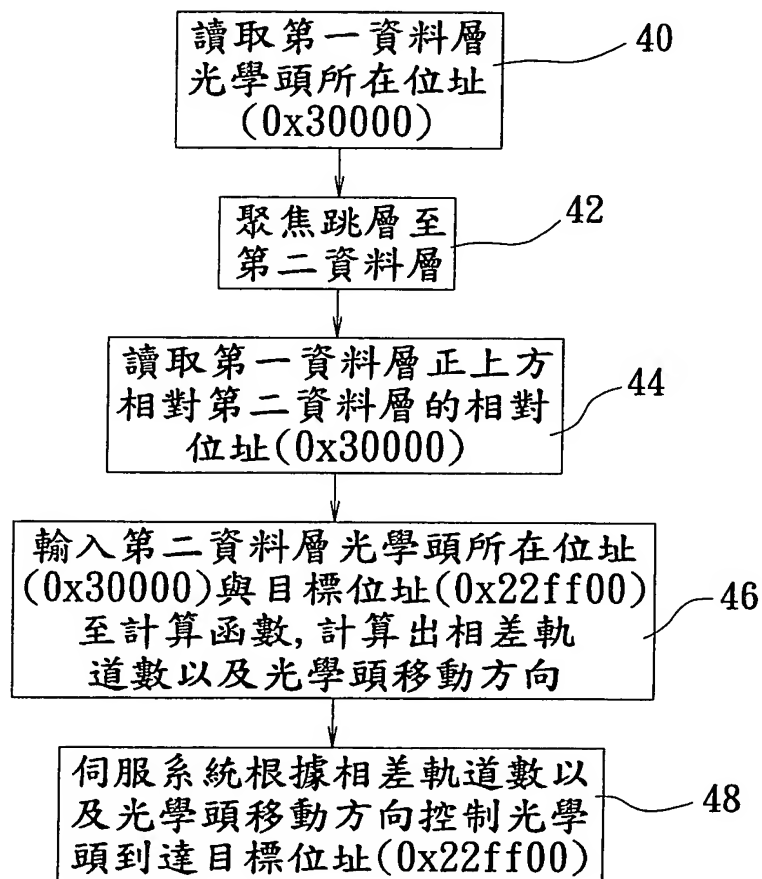 讀取第一資料層
光學頭所在位址
(0x30000)
40
聚焦跳層至
第二資料層
42
讀取第一資料層正上方
相對第二資料層的相對
位址(0x30000)
44
輸入第二資料層光學頭所在位址
(0x30000)與目標位址(0x22ff00)
至計算函數,計算出相差軌
道數以及光學頭移動方向
46
伺服系統根據相差軌道數以
及光學頭移動方向控制光學
頭到達目標位址(0x22ff00)
48